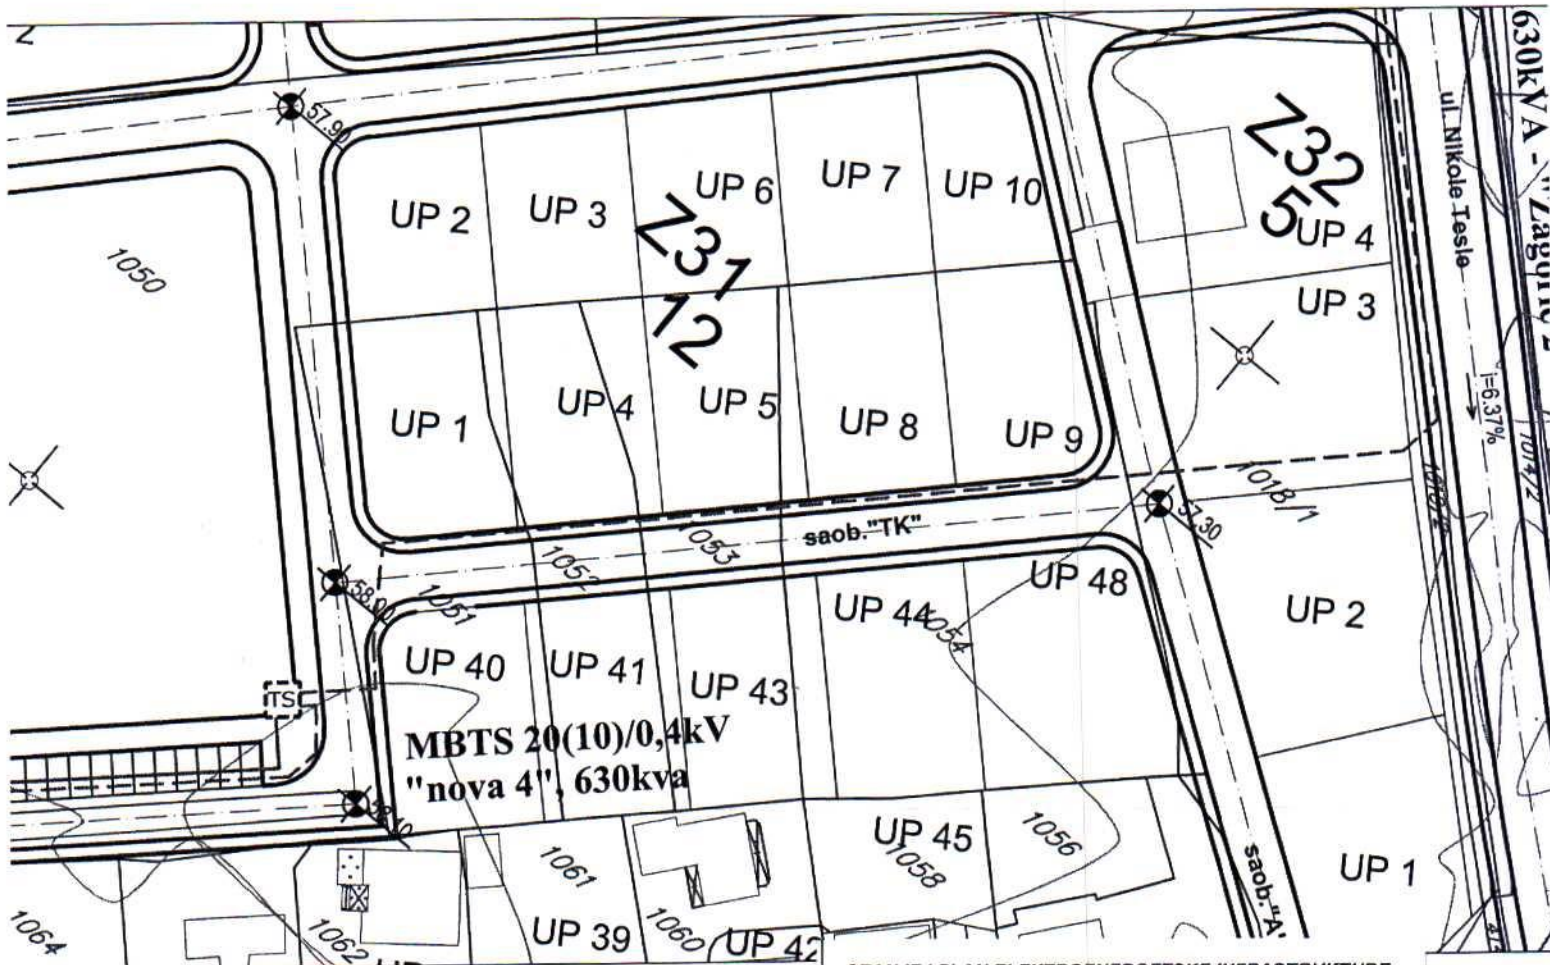 630kVA - "Zagorič 2
57.90
UP 2
UP 3
UP 6
UP 7
UP 10
Z31
12
Z32
5
UP 4
UP 3
ul. Nikole Tesle
i=6.37%
1074/2
1050
UP 1
UP 4
UP 5
UP 8
UP 9
1018/1
57.30
saob."TK"
1053
1052
1051
58.00
UP 40
UP 41
UP 43
UP 44
1054
UP 48
UP 2
TS
MBTS 20(10)/0,4kV
"nova 4", 630kva
UP 45
1058
1056
saob."A"
UP 1
1061
1060
1062
1064
UP 39
UP 42